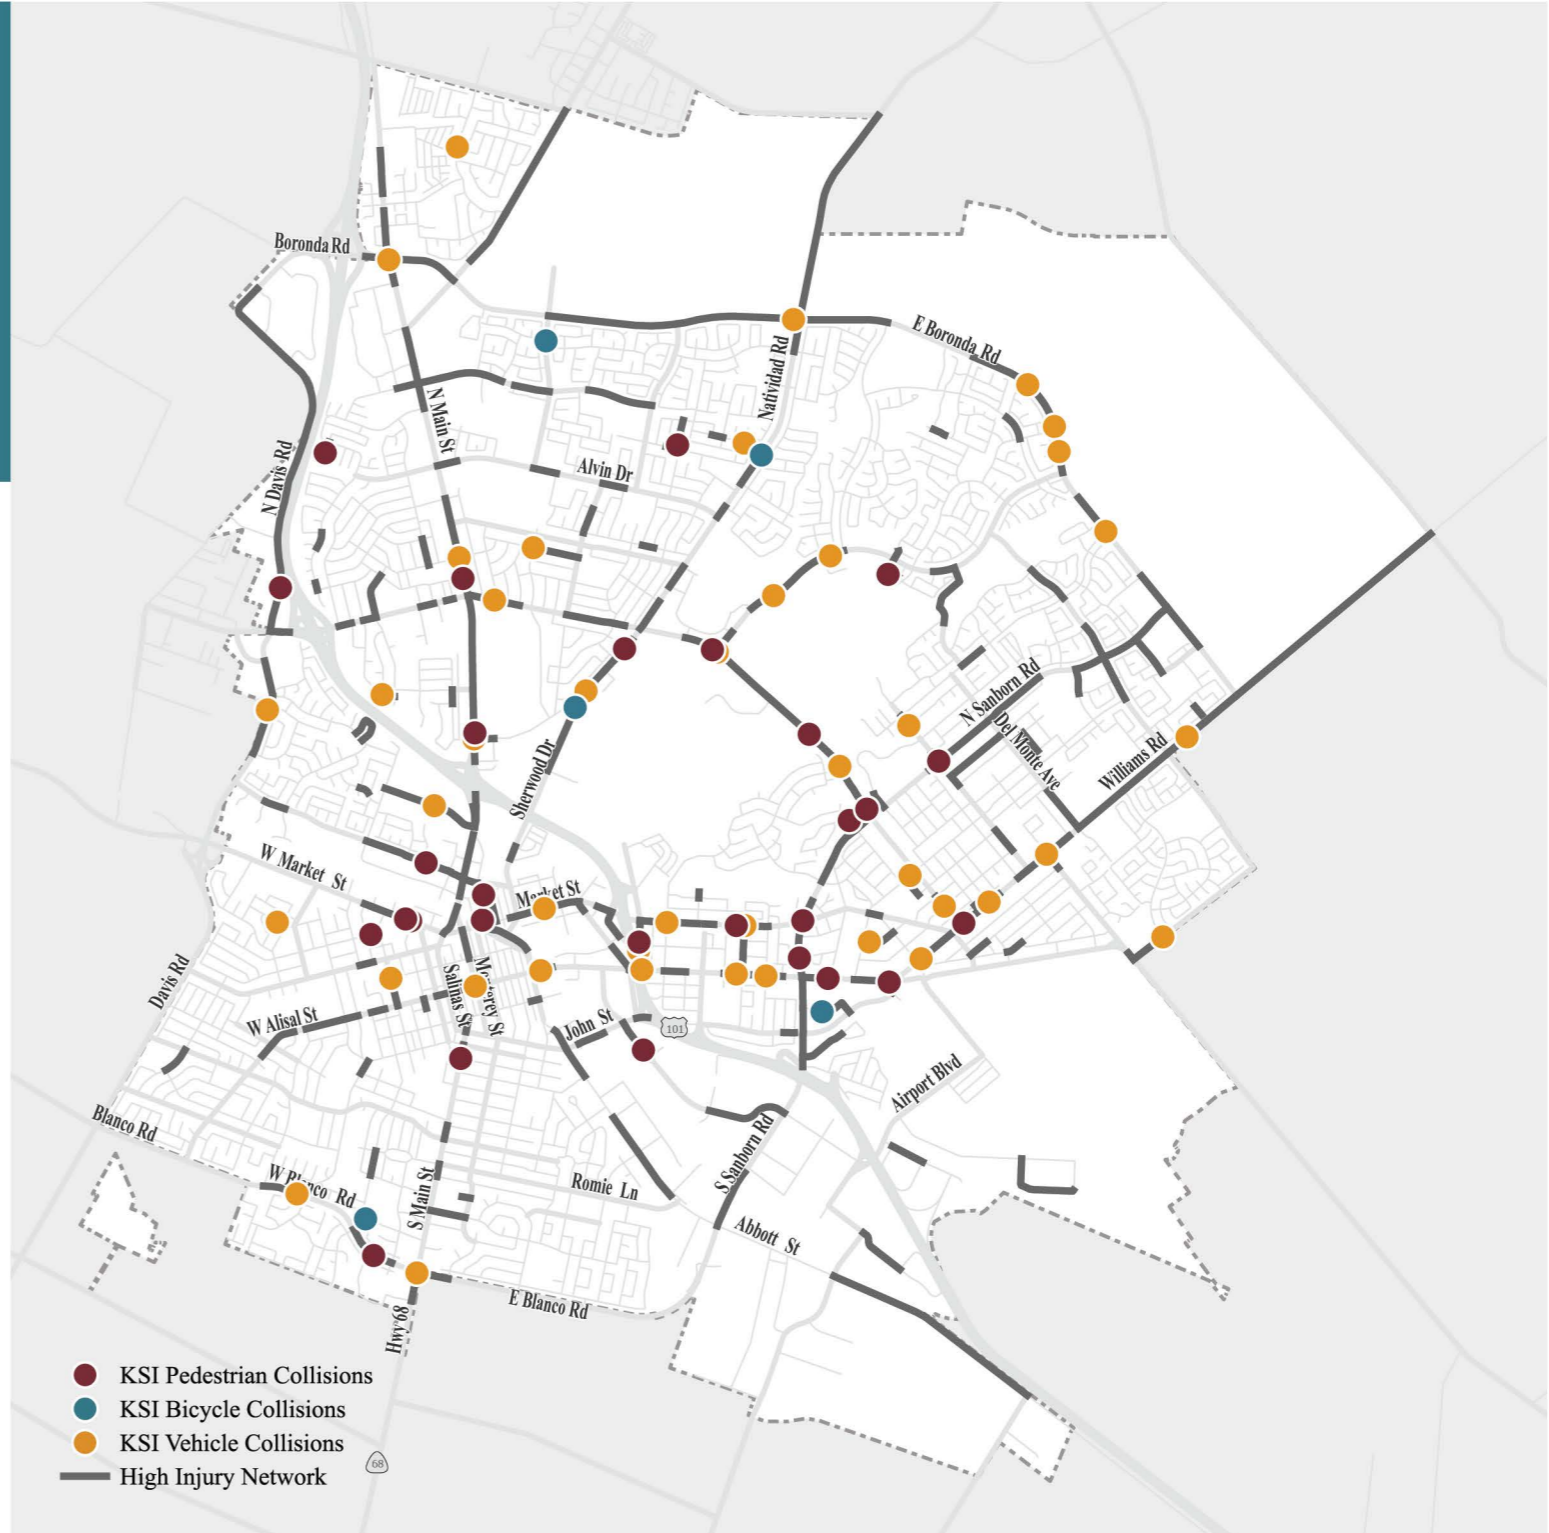 Boronda Rd
E Boronda Rd
Natividad Rd
N Main St
N Davis Rd
Alvin Dr
N Sanborn Rd
Del Monte Ave
Williams Rd
Sherwood Dr
W Market St
Market St
Davis Rd
Salinas St
Monterey St
W Alisal St
John St
101
Airport Blvd
Blanco Rd
W Blanco Rd
S Main St
Romie Ln
S Sanborn Rd
Abbott St
E Blanco Rd
Hwy 68
KSI Pedestrian Collisions
KSI Bicycle Collisions
KSI Vehicle Collisions
High Injury Network
68